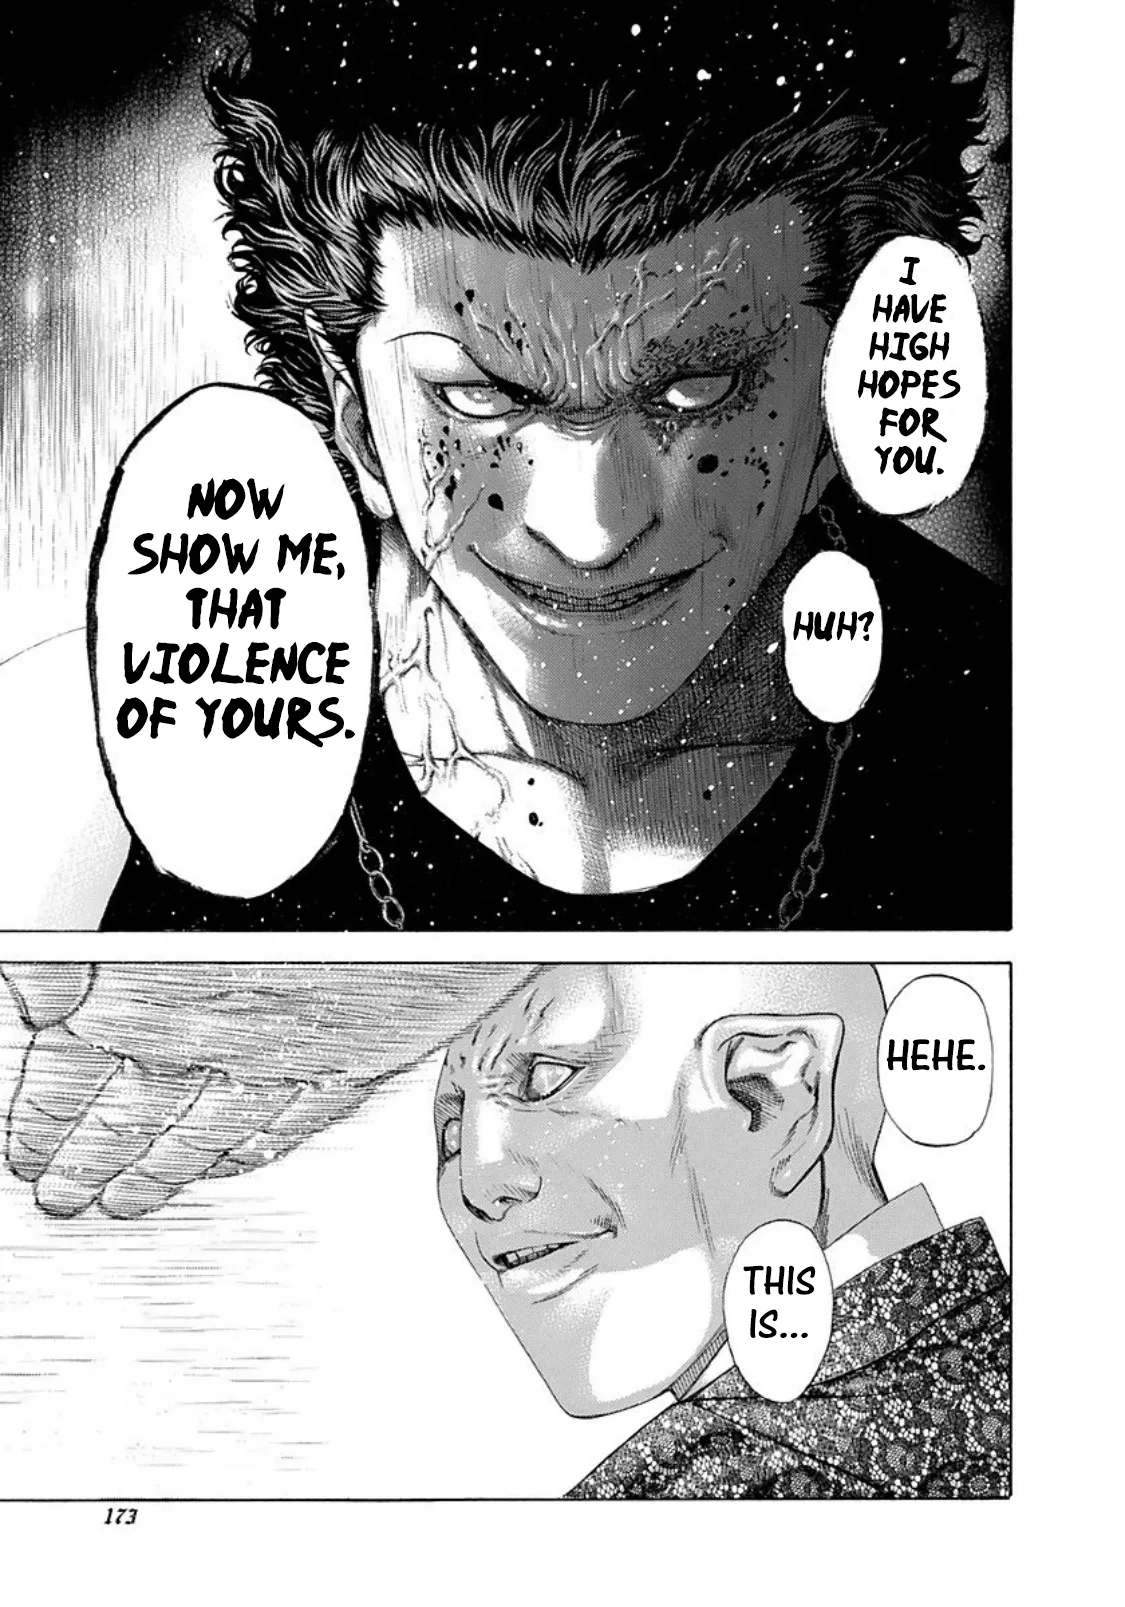 I
HAVE
HIGH
HOPES
FOR
YOU.
HUH?
NOW
SHOW ME,
THAT
VIOLENCE
OF YOURS.
HEHE.
THIS
IS...
173